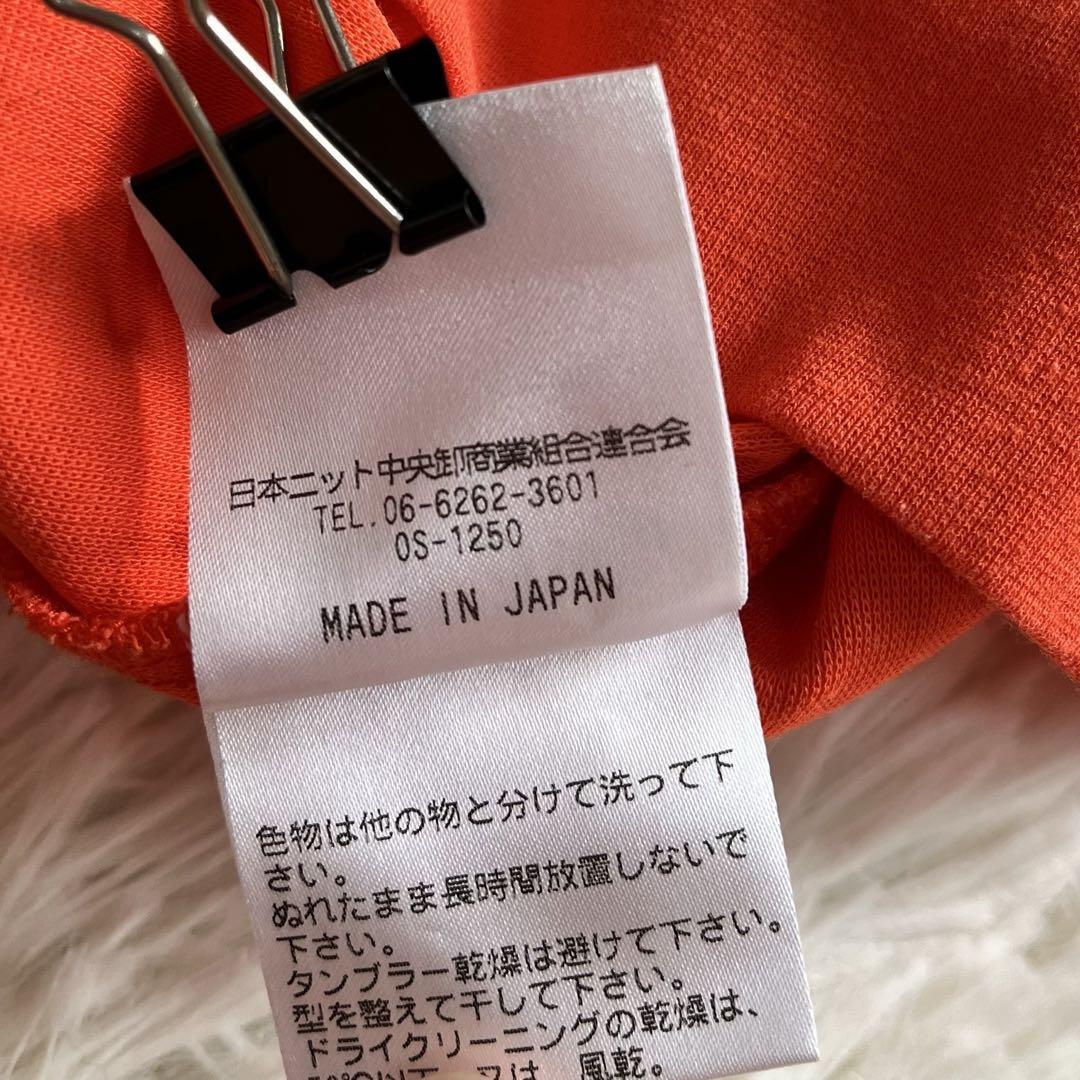 日本ニット中央卸商業組合連合会
TEL.06-6262-3601
OS-1250
MADE IN JAPAN
色物は他の物と分けて洗って下
さい。
ぬれたまま長時間放置しないで
下さい。
タンブラー乾燥は避けて下さい。
型を整えて干して下さい。
ドライクリーニングの乾燥は、
又は、風乾。